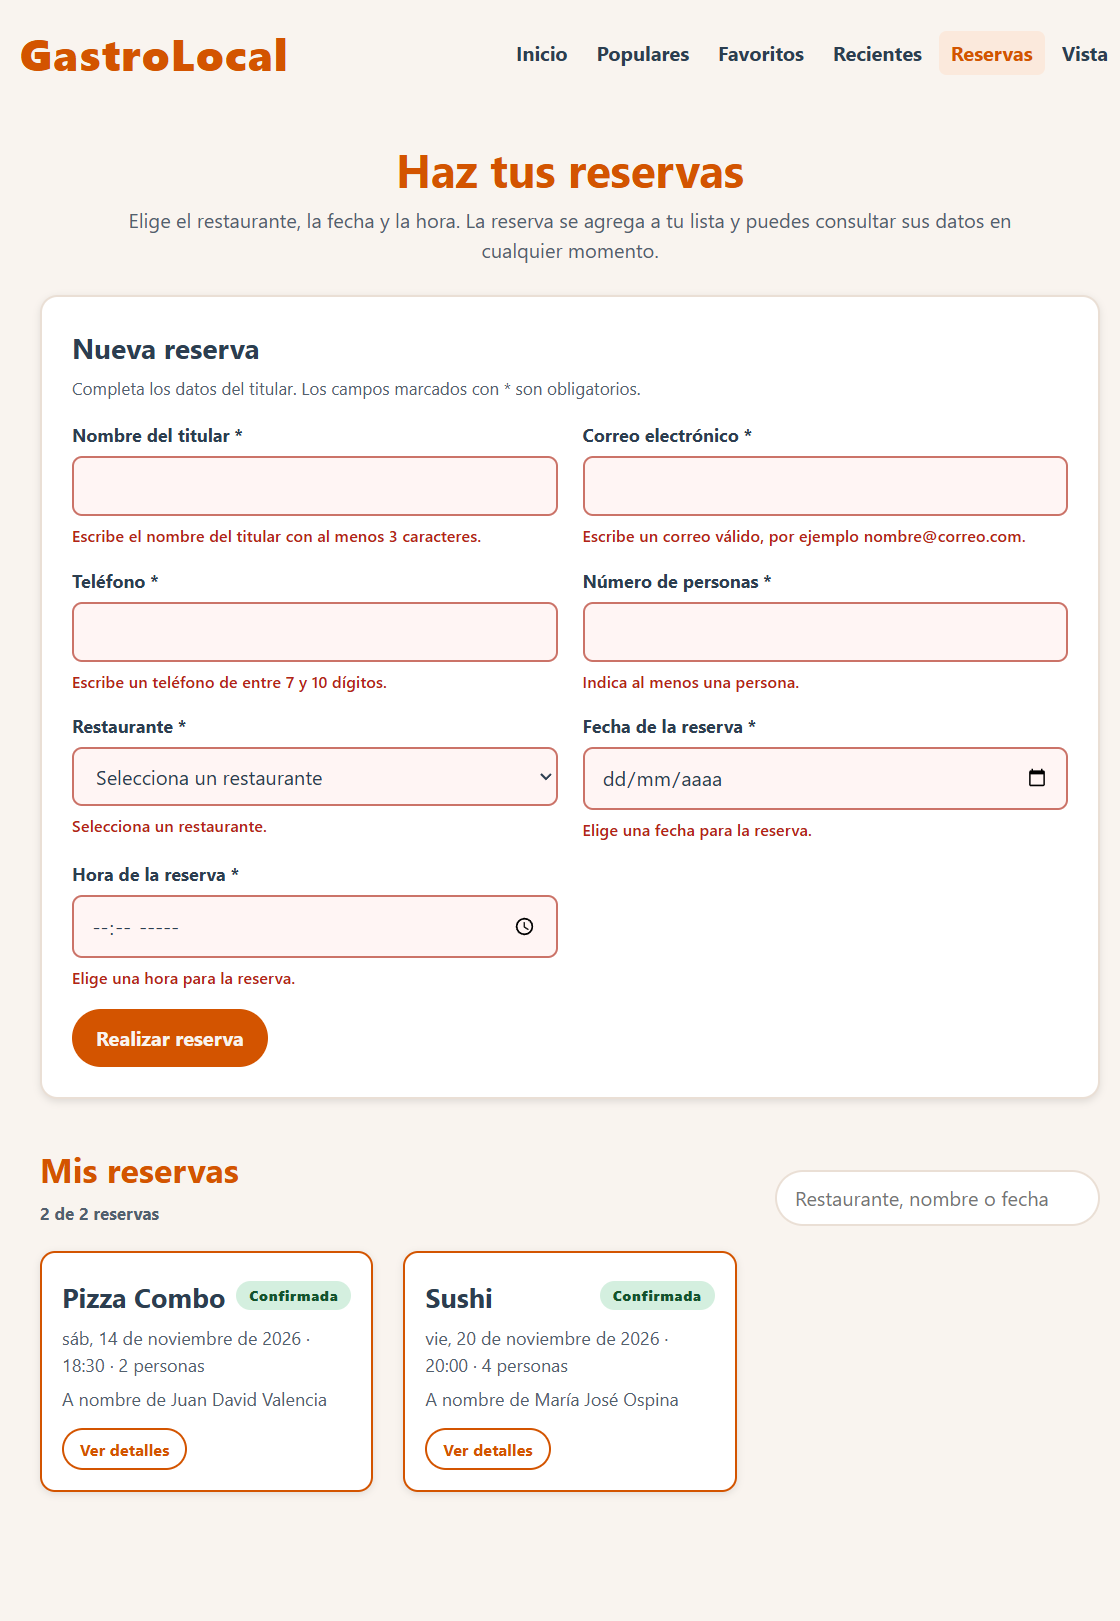 GastroLocal
Inicio Populares Favoritos Recientes Reservas Vista
Haz tus reservas
Elige el restaurante, la fecha y la hora. La reserva se agrega a tu lista y puedes consultar sus datos en
cualquier momento.
Nueva reserva
Completa los datos del titular. Los campos marcados con * son obligatorios.
Nombre del titular *
Escribe el nombre del titular con al menos 3 caracteres.
Correo electrónico *
Escribe un correo válido, por ejemplo nombre@correo.com.
Teléfono *
Escribe un teléfono de entre 7 y 10 dígitos.
Número de personas *
Indica al menos una persona.
Restaurante *
Selecciona un restaurante
Selecciona un restaurante.
Fecha de la reserva *
dd/mm/aaaa
Elige una fecha para la reserva.
Hora de la reserva *
--:-- -----
Elige una hora para la reserva.
Realizar reserva
Mis reservas
2 de 2 reservas
Restaurante, nombre o fecha
Pizza Combo
Confirmada
sáb, 14 de noviembre de 2026 ·
18:30 · 2 personas
A nombre de Juan David Valencia
Ver detalles
Sushi
Confirmada
vie, 20 de noviembre de 2026 ·
20:00 · 4 personas
A nombre de María José Ospina
Ver detalles